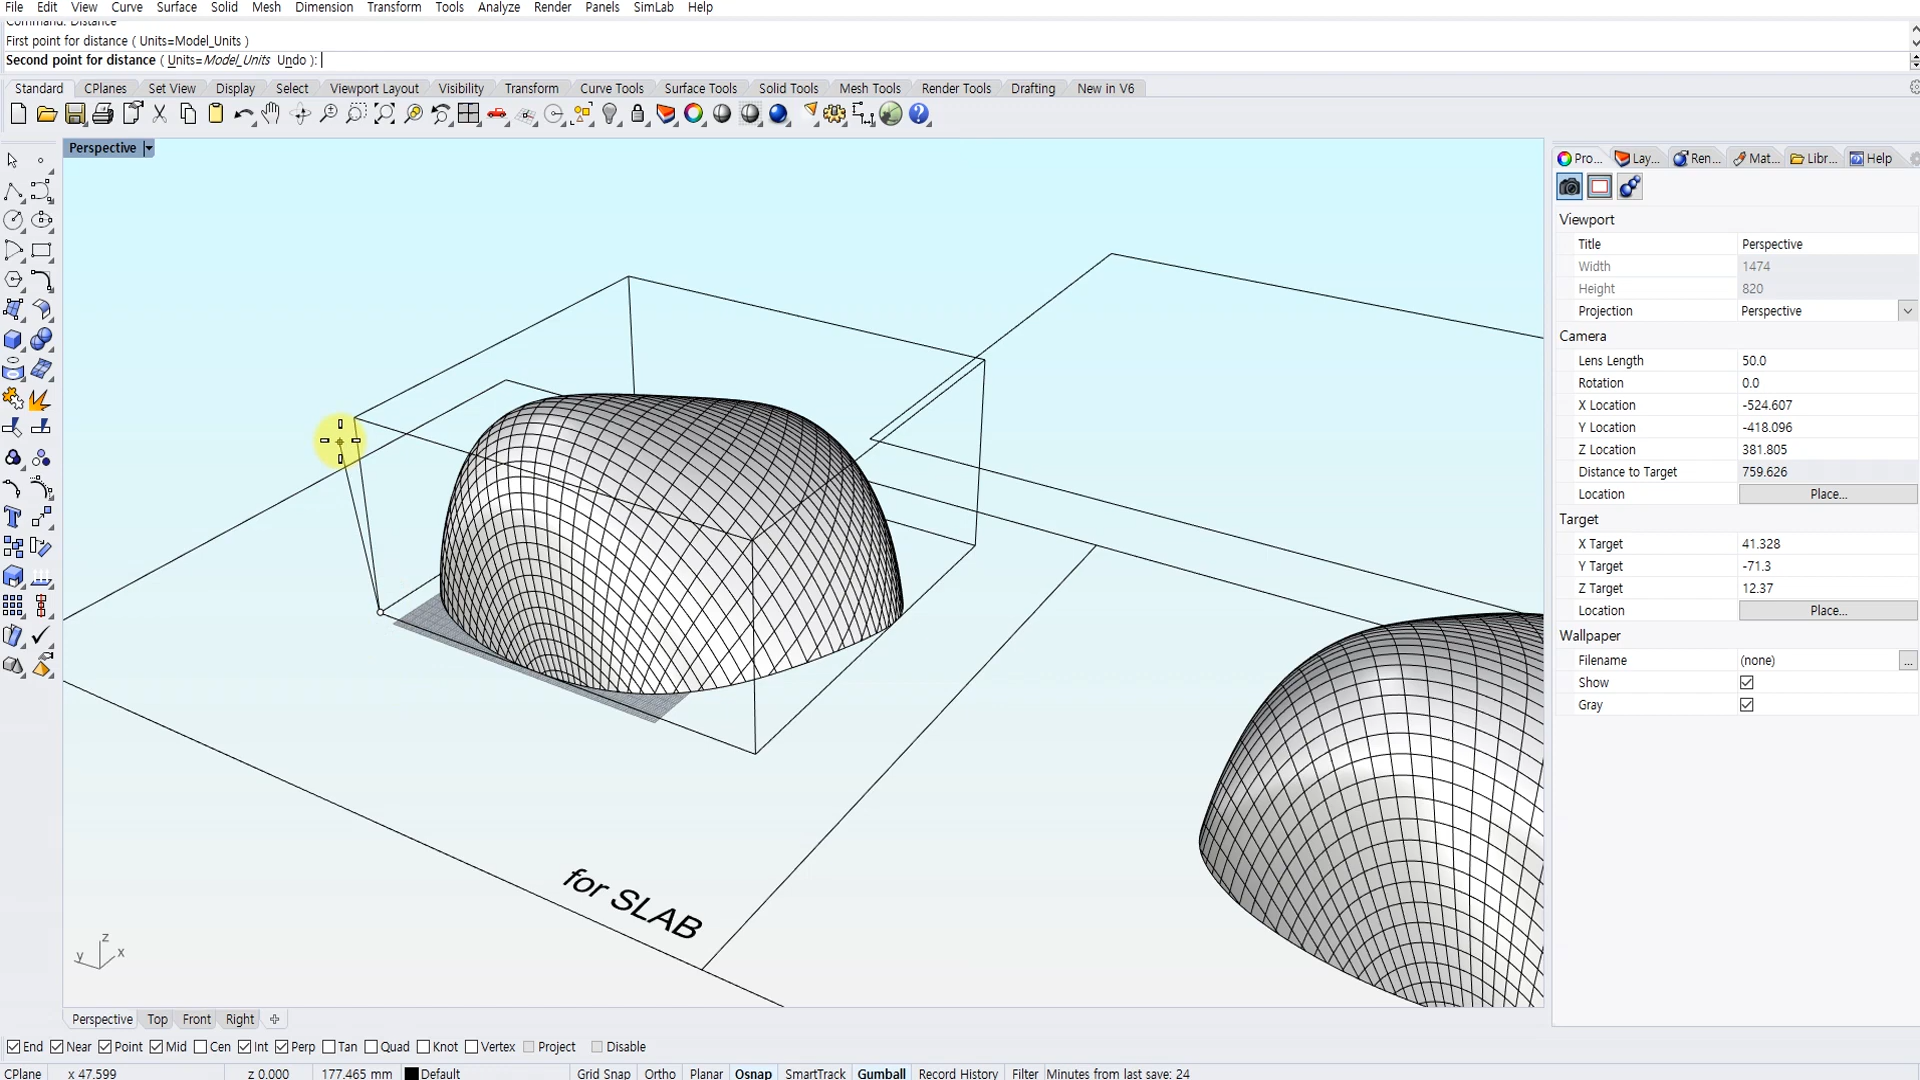 File Edit View Curve Surface Solid Mesh Dimension Transform Tools Analyze Render Panels SimLab Help
Command: Distance
First point for distance ( Units=Model_Units )
Second point for distance ( Units=Model_Units Undo ):
Standard CPlanes Set View Display Select Viewport Layout Visibility Transform Curve Tools Surface Tools Solid Tools Mesh Tools Render Tools Drafting New in V6
Perspective
Pro... Lay... Ren... Mat... Libr... Help
Viewport
Title Perspective
Width 1474
Height 820
Projection Perspective
Camera
Lens Length 50.0
Rotation 0.0
X Location -524.607
Y Location -418.096
Z Location 381.805
Distance to Target 759.626
Location Place...
Target
X Target 41.328
Y Target -71.3
Z Target 12.37
Location Place...
Wallpaper
Filename (none) ...
Show
Gray
for SLAB
z
y x
Perspective Top Front Right
End Near Point Mid Cen Int Perp Tan Quad Knot Vertex Project Disable
CPlane x 47.599 z 0.000 177.465 mm Default Grid Snap Ortho Planar Osnap SmartTrack Gumball Record History Filter Minutes from last save: 24